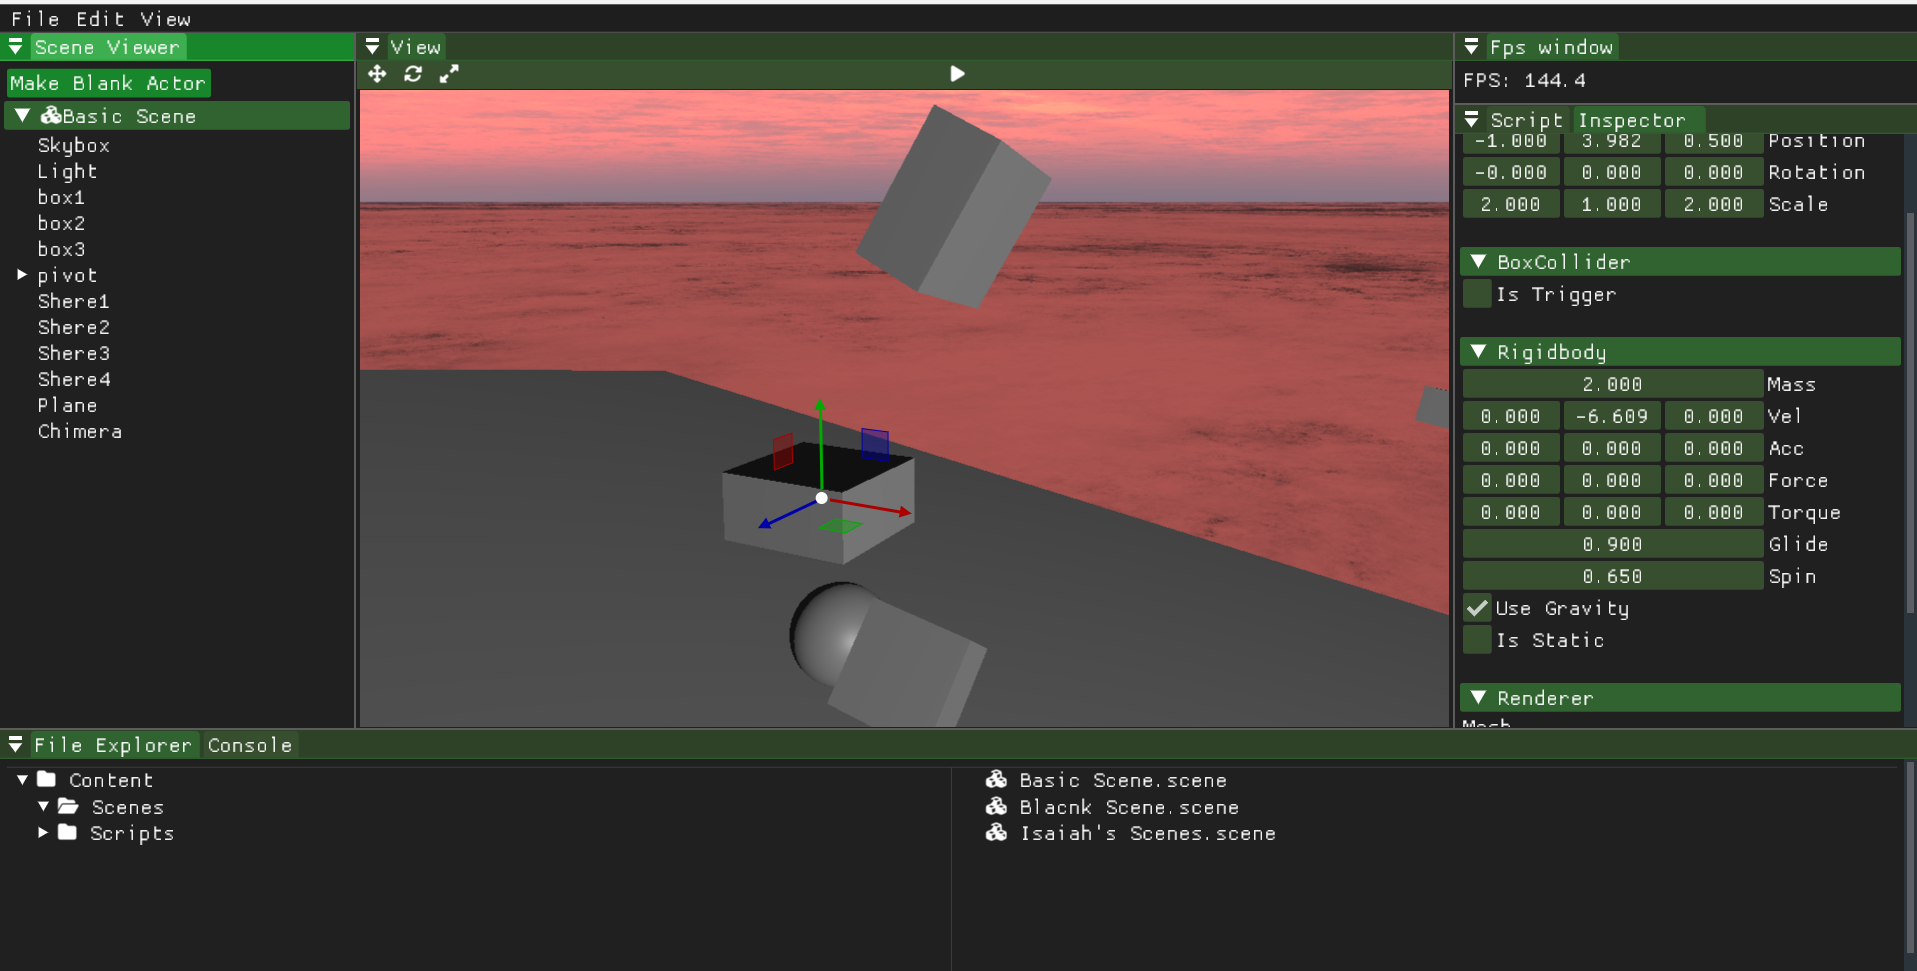 File Edit View
Scene Viewer
Make Blank Actor
Basic Scene
Skybox
Light
box1
box2
box3
pivot
Shere1
Shere2
Shere3
Shere4
Plane
Chimera
View
Fps window
FPS: 144.4
Script Inspector
-1.000 3.982 0.500 Position
-0.000 0.000 0.000 Rotation
2.000 1.000 2.000 Scale
BoxCollider
Is Trigger
Rigidbody
2.000 Mass
0.000 -6.609 0.000 Vel
0.000 0.000 0.000 Acc
0.000 0.000 0.000 Force
0.000 0.000 0.000 Torque
0.900 Glide
0.650 Spin
Use Gravity
Is Static
Renderer
Mesh
File Explorer Console
Content
Scenes
Scripts
Basic Scene.scene
Blacnk Scene.scene
Isaiah's Scenes.scene